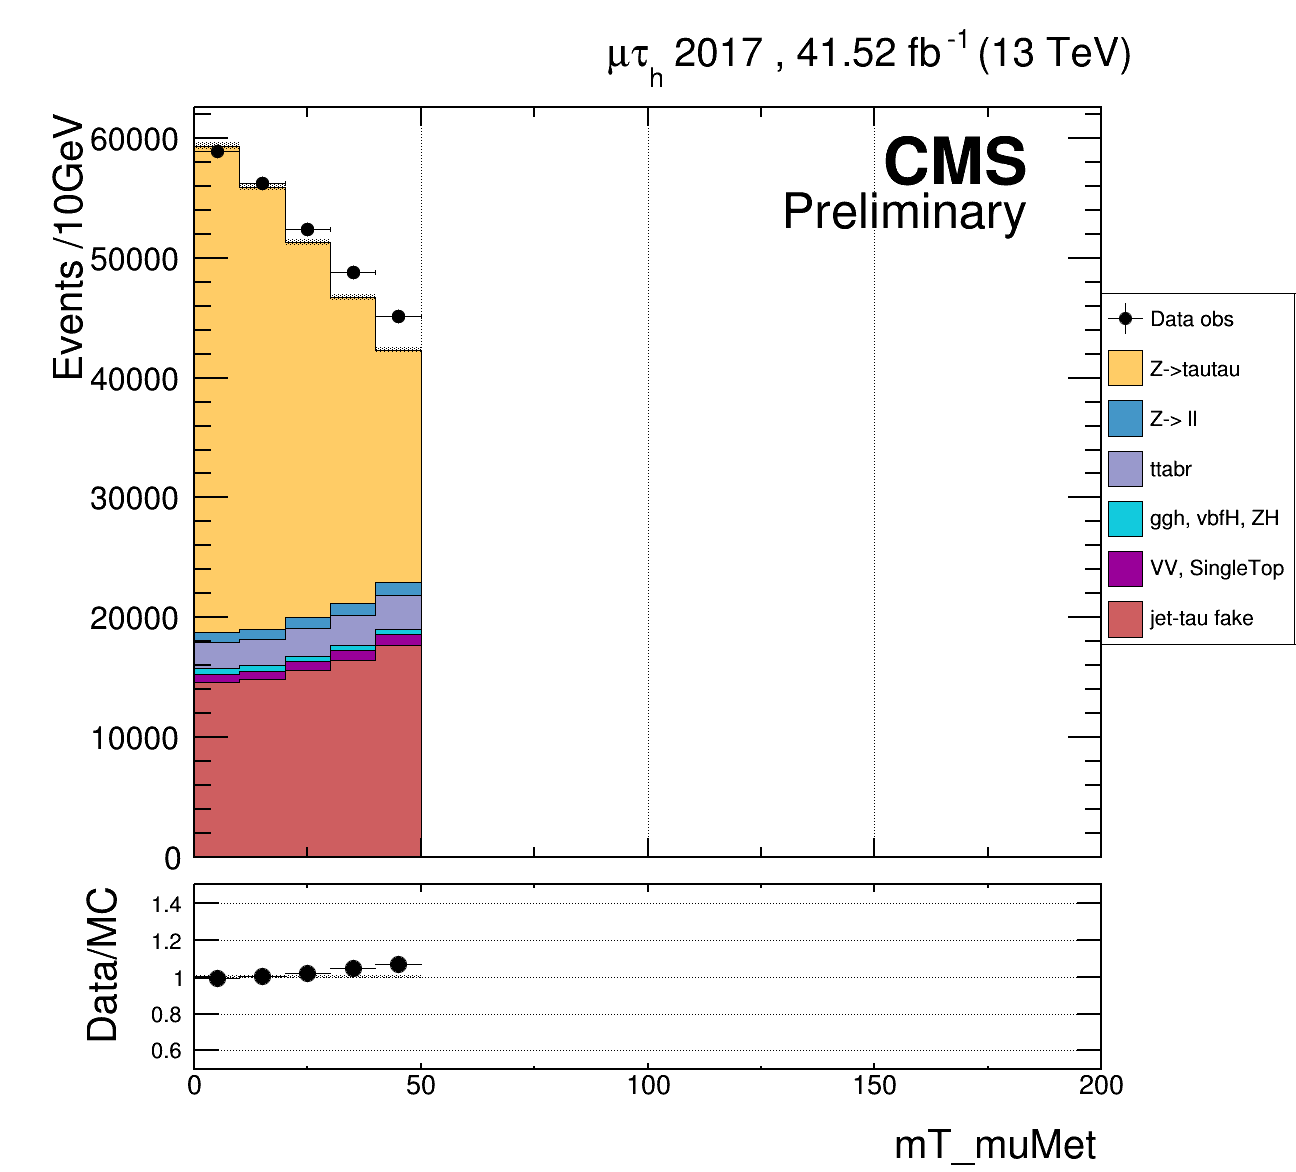 μτh 2017 , 41.52 fb-1 (13 TeV)
Events /10GeV
60000
50000
40000
30000
20000
10000
0
CMS
Preliminary
Data obs
Z->tautau
Z-> ll
ttabr
ggh, vbfH, ZH
VV, SingleTop
jet-tau fake
Data/MC
1.4
1.2
1
0.8
0.6
0 50 100 150 200
mT_muMet